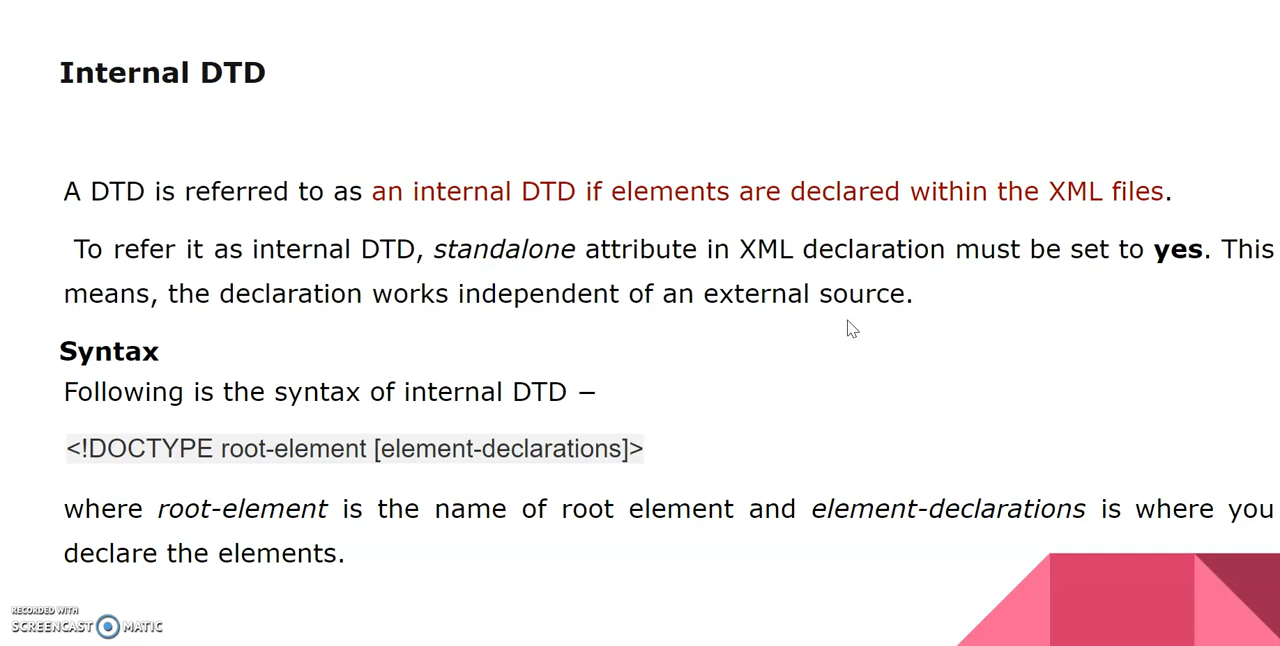 Internal DTD
A DTD is referred to as an internal DTD if elements are declared within the XML files.
To refer it as internal DTD, standalone attribute in XML declaration must be set to yes. This
means, the declaration works independent of an external source.
Syntax
Following is the syntax of internal DTD −
<!DOCTYPE root-element [element-declarations]>
where root-element is the name of root element and element-declarations is where you
declare the elements.
RECORDED WITH
SCREENCAST MATIC